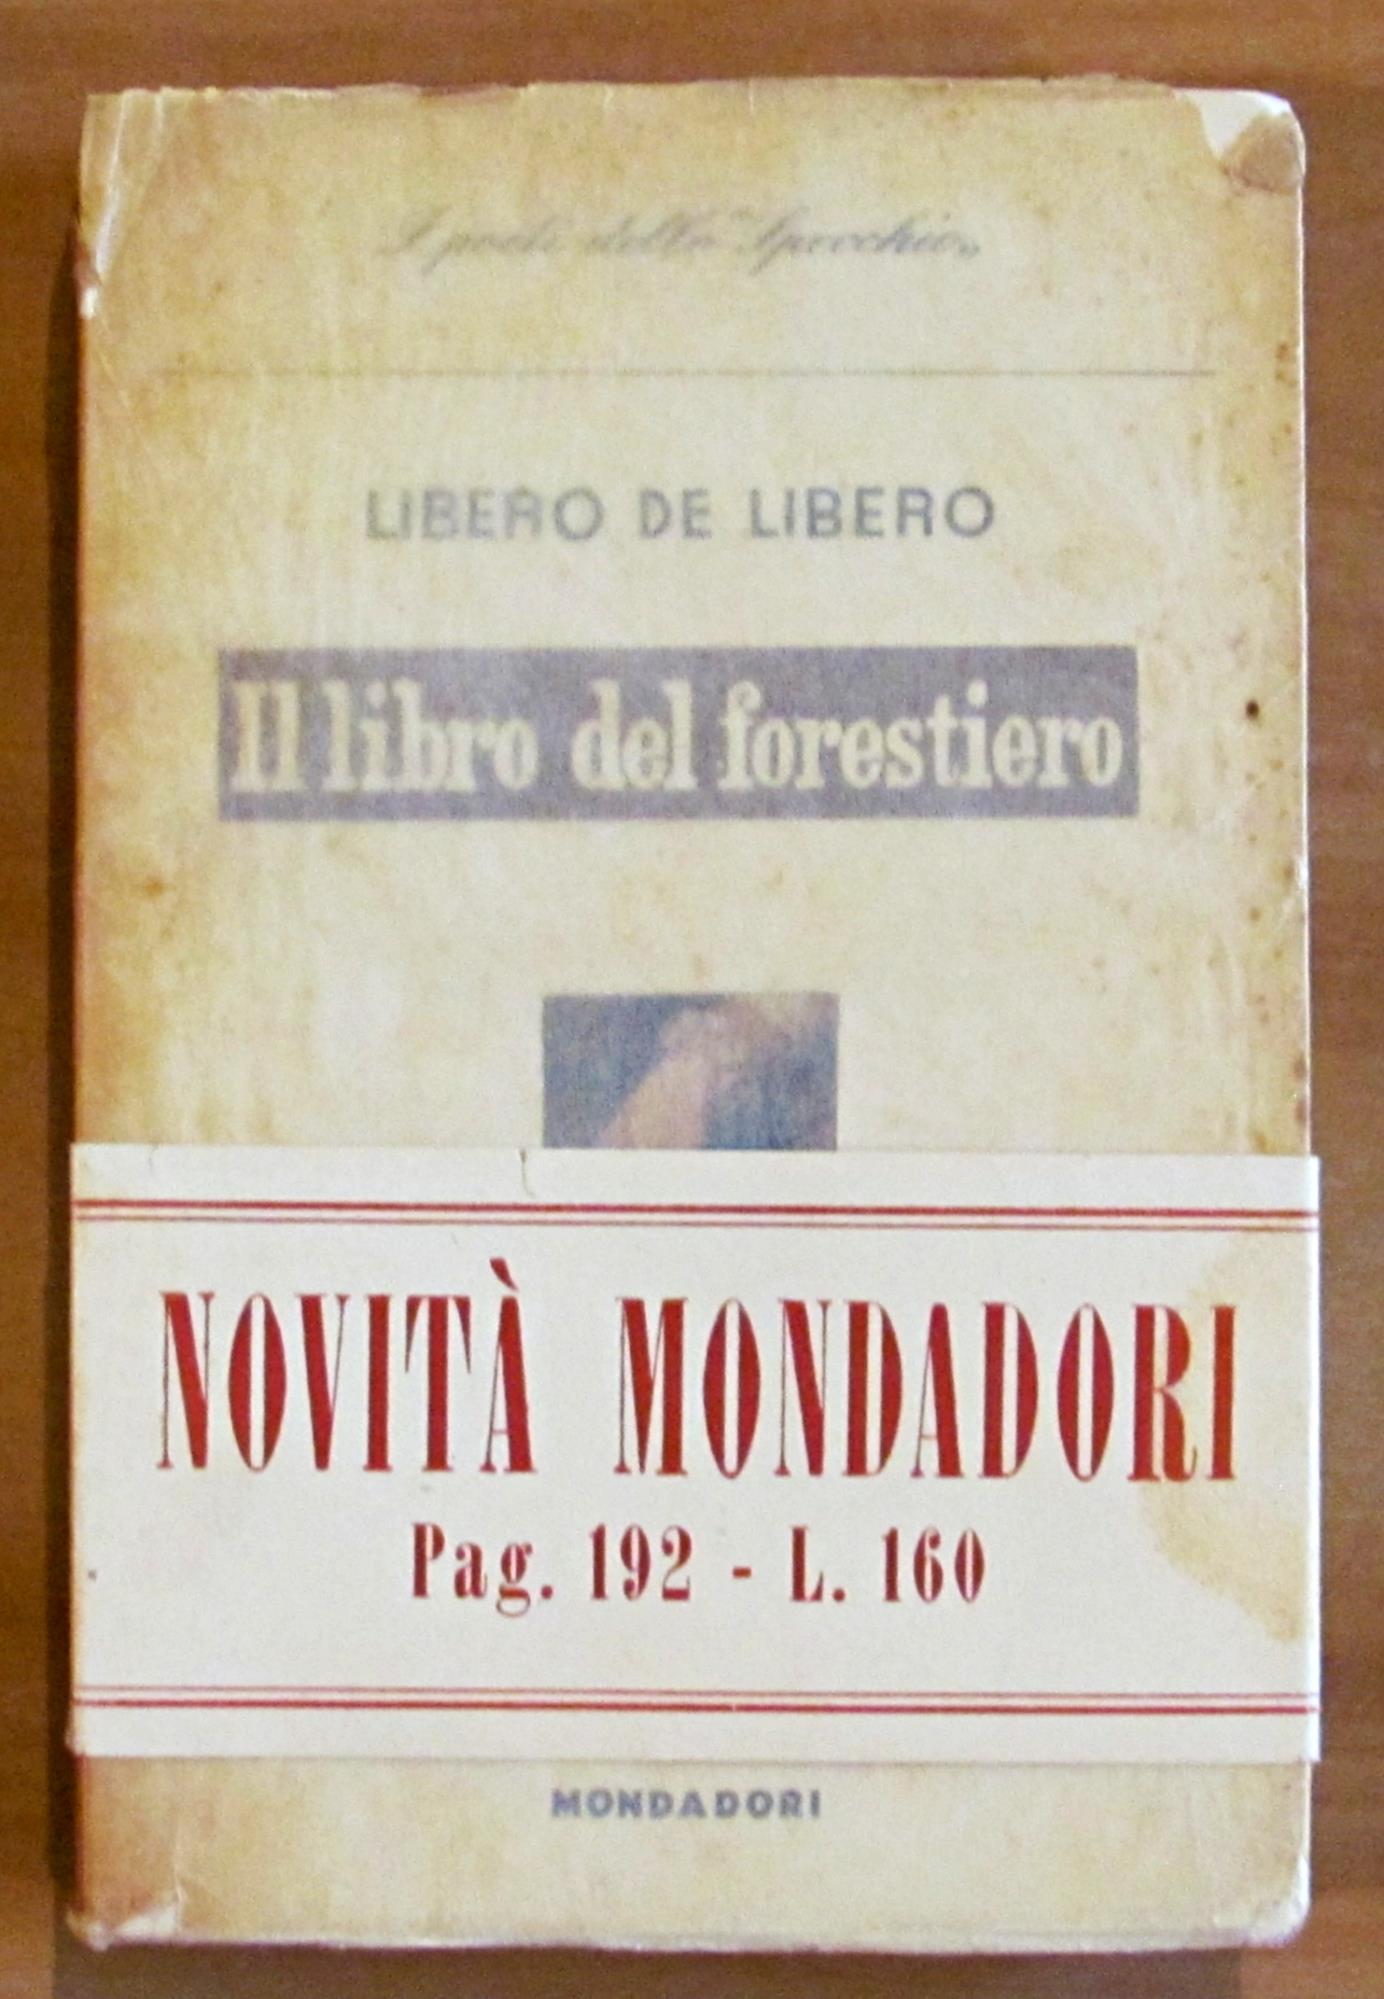 I poeti dello "Specchio„
LIBERO DE LIBERO
Il libro del forestiero
NOVITÀ MONDADORI
Pag. 192 - L. 160
MONDADORI